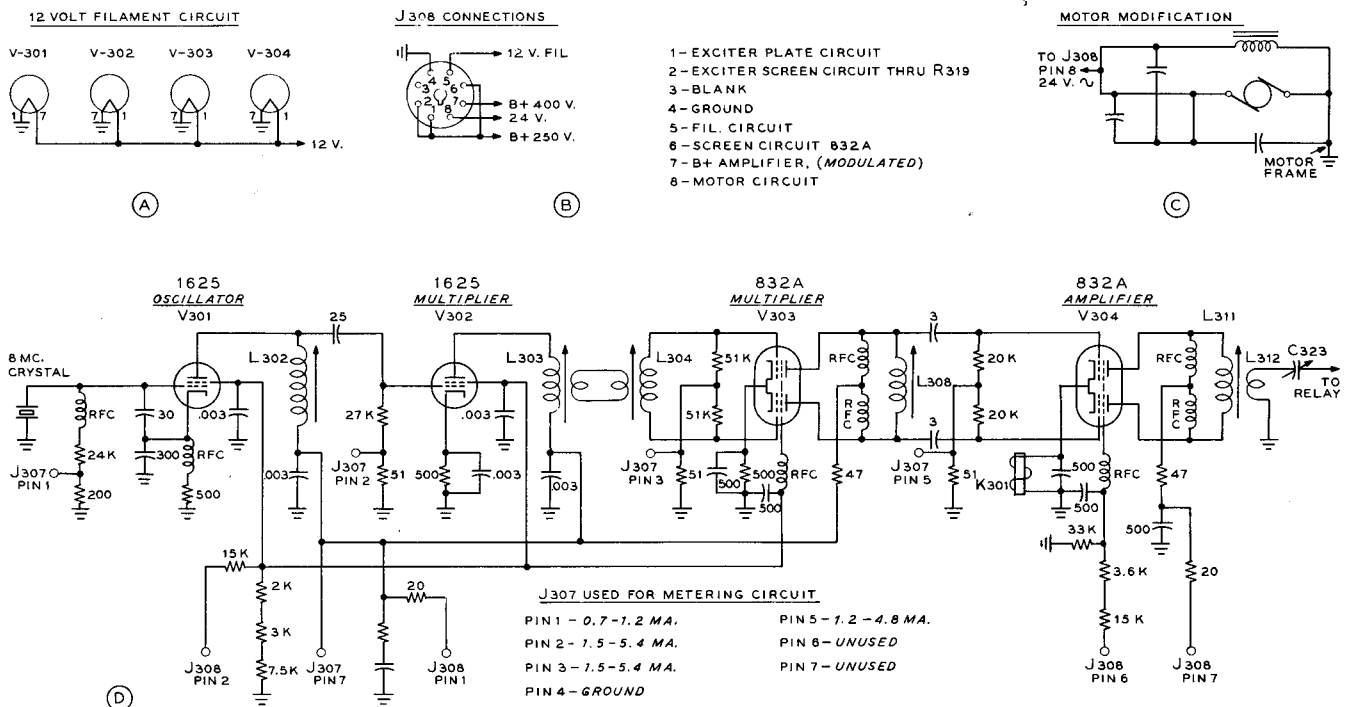 12 VOLT FILAMENT CIRCUIT
V-301 V-302 V-303 V-304
1 7 7 1 7 1 7 1
12 V.
A
J308 CONNECTIONS
12 V. FIL
4 5
3 6
2 7
1 8
B+ 400 V.
24 V.
B+ 250 V.
B
1- EXCITER PLATE CIRCUIT
2- EXCITER SCREEN CIRCUIT THRU R319
3- BLANK
4- GROUND
5- FIL. CIRCUIT
6- SCREEN CIRCUIT 832A
7- B+ AMPLIFIER, (MODULATED)
8- MOTOR CIRCUIT
MOTOR MODIFICATION
TO J308
PIN 8
24 V. ~
MOTOR
FRAME
C
1625
OSCILLATOR
V301
1625
MULTIPLIER
V302
832A
MULTIPLIER
V303
832A
AMPLIFIER
V304
8 MC.
CRYSTAL
RFC
24K
J307
PIN 1
200
30
300
.003
RFC
500
L302
.003
25
27K
J307
PIN 2
51
500
.003
.003
L303
.003
L304
51K
51K
J307
PIN 3
51
500
500
500
RFC
RFC
RFC
47
L308
3
3
J307
PIN 5
20K
20K
51
K301
500
500
RFC
33K
3.6K
15K
J308
PIN 6
RFC
RFC
47
500
20
J308
PIN 7
L311
L312
C323
TO
RELAY
15K
J308
PIN 2
2K
3K
7.5K
J307
PIN 7
20
J308
PIN 1
D
J307 USED FOR METERING CIRCUIT
PIN 1 - 0.7-1.2 MA.
PIN 2 - 1.5-5.4 MA.
PIN 3 - 1.5-5.4 MA.
PIN 4 - GROUND
PIN 5 - 1.2-4.8 MA.
PIN 6 - UNUSED
PIN 7 - UNUSED